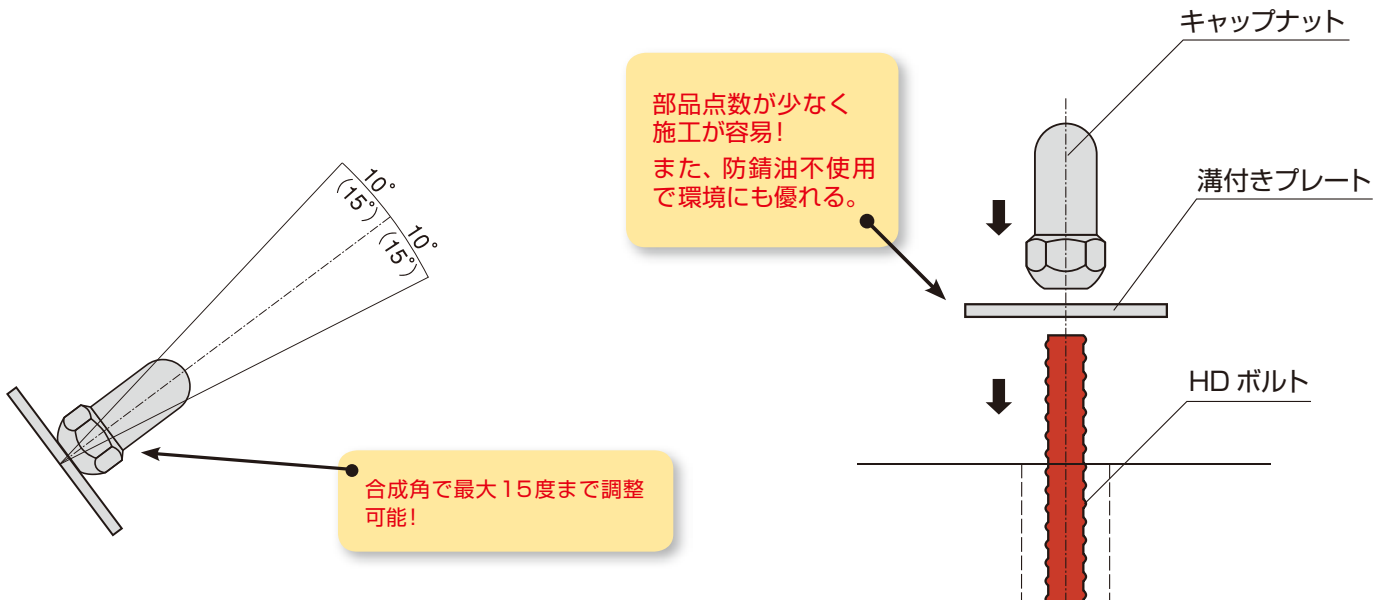 キャップナット
部品点数が少なく
施工が容易!
また、防錆油不使用
で環境にも優れる。
溝付きプレート
10°
(15°)
10°
(15°)
HD ボルト
合成角で最大15度まで調整
可能!